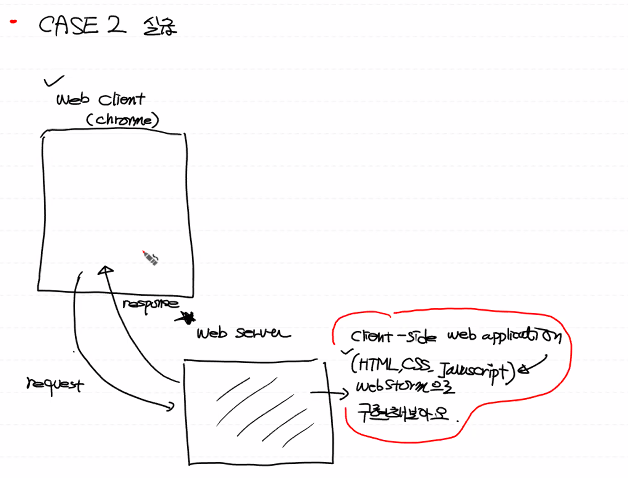 CASE 2 실습
web client
(chrome)
response
web server
request
client-side web application
(HTML, CSS, Javascript)
webstorm으로
구현해보아요.